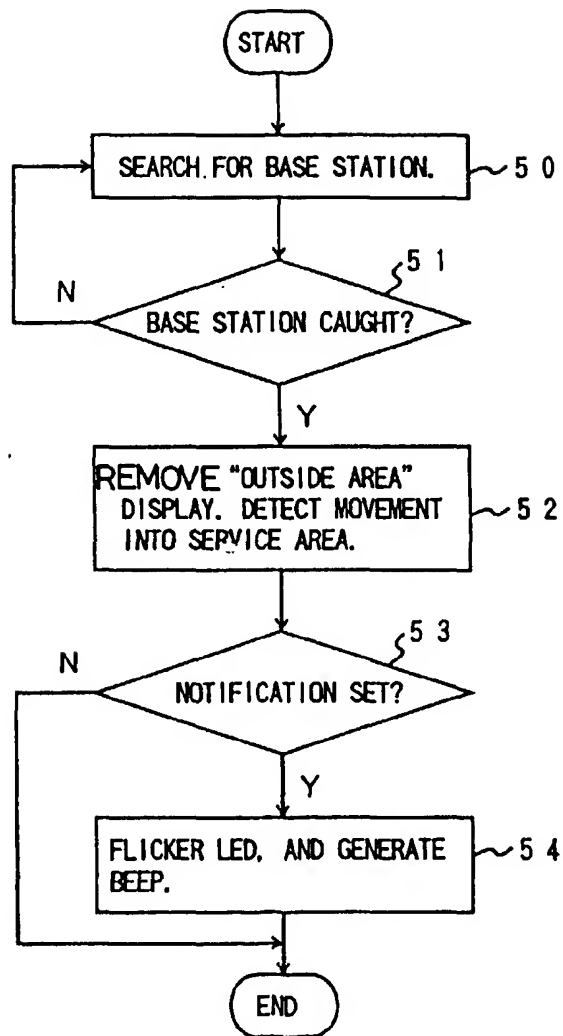 START
SEARCH.FOR BASE STATION.
50
51
N
BASE STATION CAUGHT?
Y
REMOVE "OUTSIDE AREA"
DISPLAY. DETECT MOVEMENT
INTO SERVICE AREA.
52
53
N
NOTIFICATION SET?
Y
FLICKER LED, AND GENERATE
BEEP.
54
END